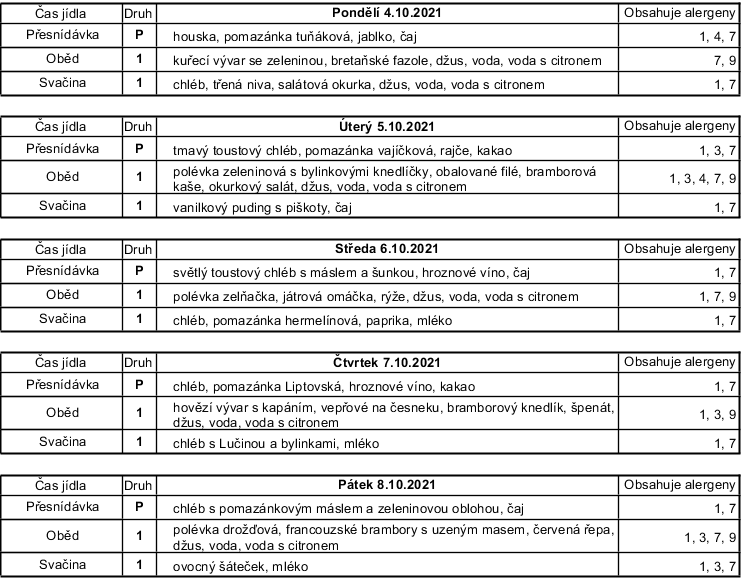 Čas jídla Druh Pondělí 4.10.2021 Obsahuje alergeny
Přesnídávka P houska, pomazánka tuňáková, jablko, čaj 1, 4, 7
Oběd 1 kuřecí vývar se zeleninou, bretaňské fazole, džus, voda, voda s citronem 7, 9
Svačina 1 chléb, třená niva, salátová okurka, džus, voda, voda s citronem 1, 7
Čas jídla Druh Úterý 5.10.2021 Obsahuje alergeny
Přesnídávka P tmavý toustový chléb, pomazánka vajíčková, rajče, kakao 1, 3, 7
Oběd 1 polévka zeleninová s bylinkovými knedlíčky, obalované filé, bramborová
kaše, okurkový salát, džus, voda, voda s citronem 1, 3, 4, 7, 9
Svačina 1 vanilkový puding s piškoty, čaj 1, 7
Čas jídla Druh Středa 6.10.2021 Obsahuje alergeny
Přesnídávka P světlý toustový chléb s máslem a šunkou, hroznové víno, čaj 1, 7
Oběd 1 polévka zelňačka, játrová omáčka, rýže, džus, voda, voda s citronem 1, 7, 9
Svačina 1 chléb, pomazánka hermelínová, paprika, mléko 1, 7
Čas jídla Druh Čtvrtek 7.10.2021 Obsahuje alergeny
Přesnídávka P chléb, pomazánka Liptovská, hroznové víno, kakao 1, 7
Oběd 1 hovězí vývar s kapáním, vepřové na česneku, bramborový knedlík, špenát,
džus, voda, voda s citronem 1, 3, 9
Svačina 1 chléb s Lučinou a bylinkami, mléko 1, 7
Čas jídla Druh Pátek 8.10.2021 Obsahuje alergeny
Přesnídávka P chléb s pomazánkovým máslem a zeleninovou oblohou, čaj 1, 7
Oběd 1 polévka drožďová, francouzské brambory s uzeným masem, červená řepa,
džus, voda, voda s citronem 1, 3, 7, 9
Svačina 1 ovocný šáteček, mléko 1, 3, 7